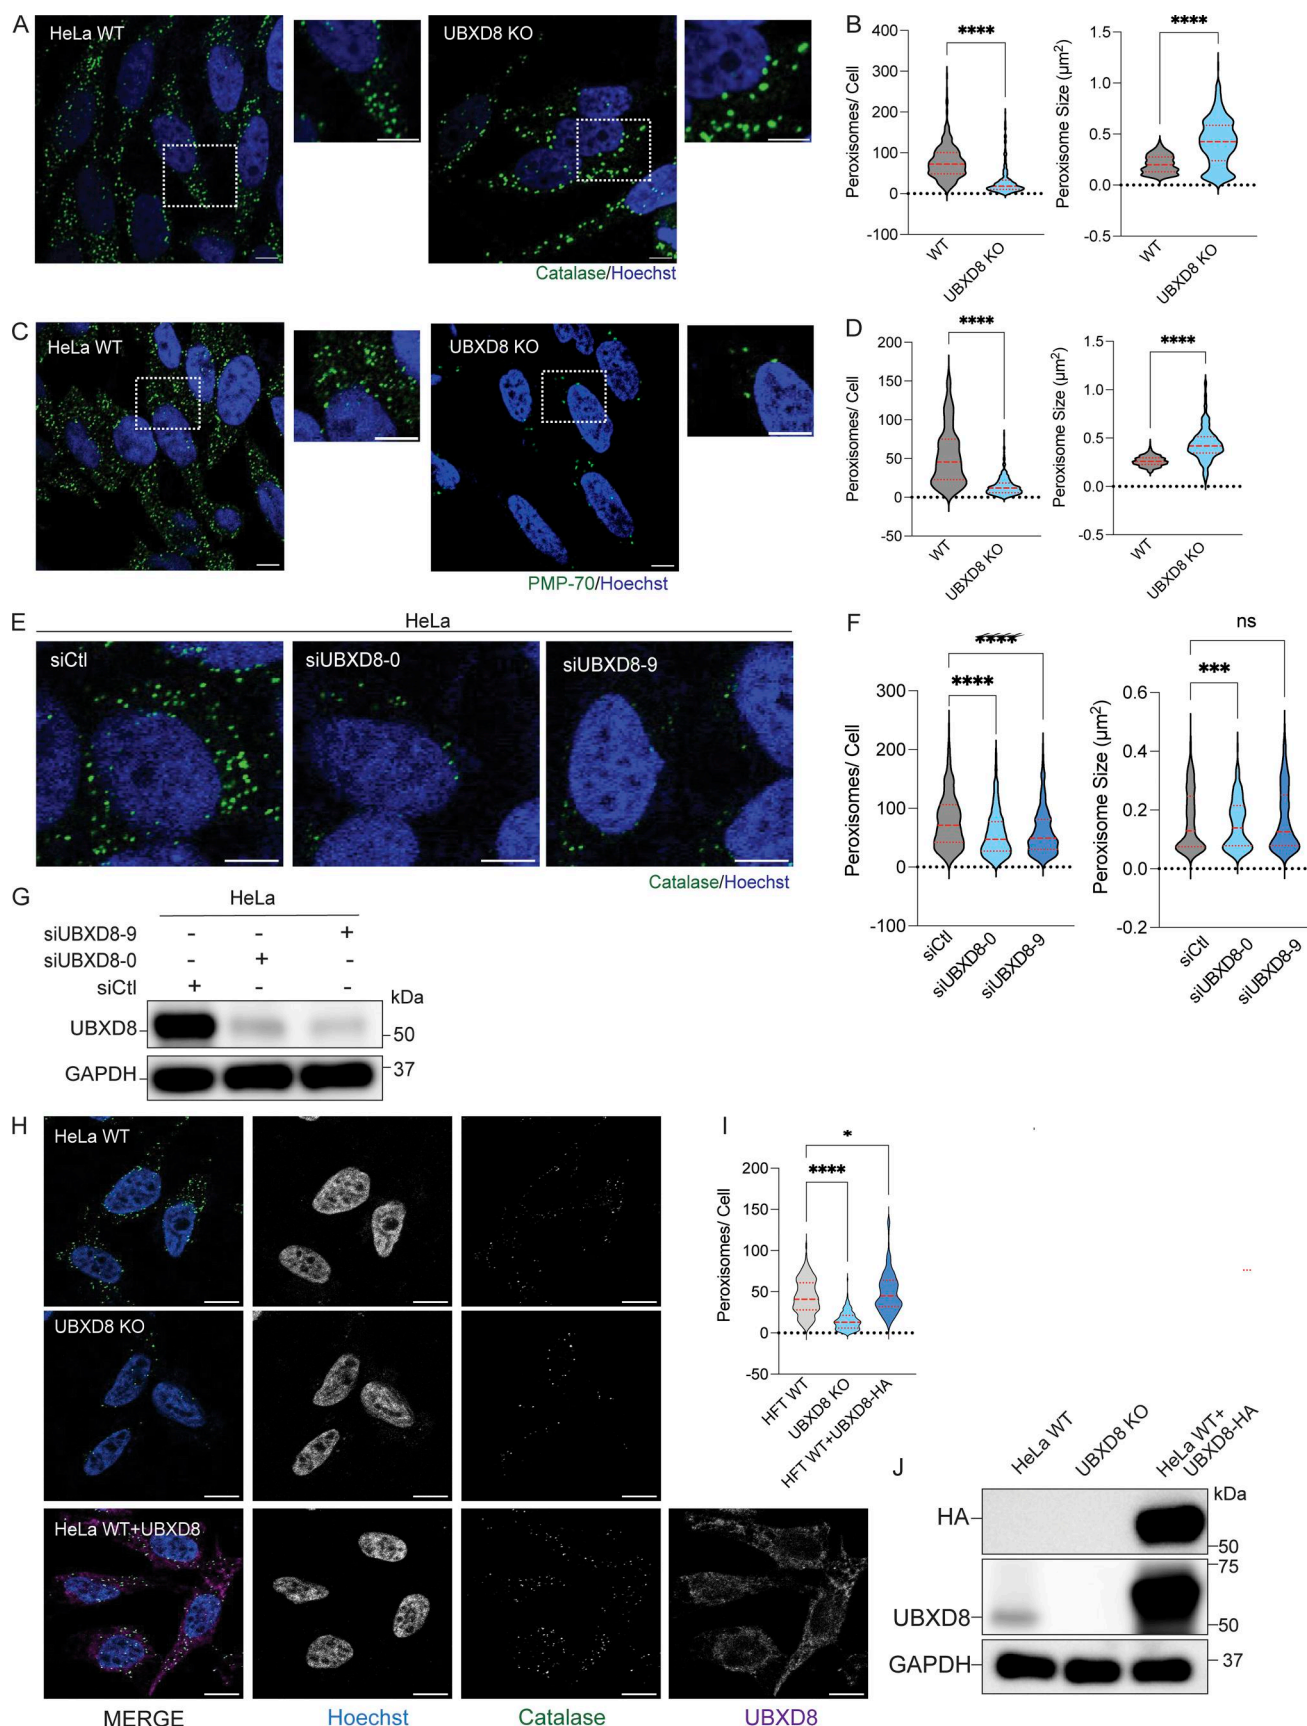 A
HeLa WT
UBXD8 KO
Catalase/Hoechst
B
Peroxisomes/ Cell
400
300
200
100
0
-100
****
WT
UBXD8 KO
Peroxisome Size (µm²)
1.5
1.0
0.5
0.0
-0.5
****
WT
UBXD8 KO
C
HeLa WT
UBXD8 KO
PMP-70/Hoechst
D
Peroxisomes/ Cell
200
150
100
50
0
-50
****
WT
UBXD8 KO
Peroxisome Size (µm²)
1.5
1.0
0.5
0.0
-0.5
****
WT
UBXD8 KO
E
HeLa
siCtl
siUBXD8-0
siUBXD8-9
Catalase/Hoechst
F
Peroxisomes/ Cell
300
200
100
0
-100
****
****
siCtl
siUBXD8-0
siUBXD8-9
Peroxisome Size (µm²)
0.6
0.4
0.2
0.0
-0.2
ns
***
siCtl
siUBXD8-0
siUBXD8-9
G
HeLa
siUBXD8-9 - - +
siUBXD8-0 - + -
siCtl + - -
kDa
UBXD8
50
GAPDH
37
H
HeLa WT
UBXD8 KO
HeLa WT+UBXD8
MERGE
Hoechst
Catalase
UBXD8
I
Peroxisomes/ Cell
200
150
100
50
0
-50
*
****
HFT WT
UBXD8 KO
HFT WT+UBXD8-HA
J
HeLa WT
UBXD8 KO
HeLa WT+
UBXD8-HA
kDa
HA
50
75
UBXD8
50
GAPDH
37